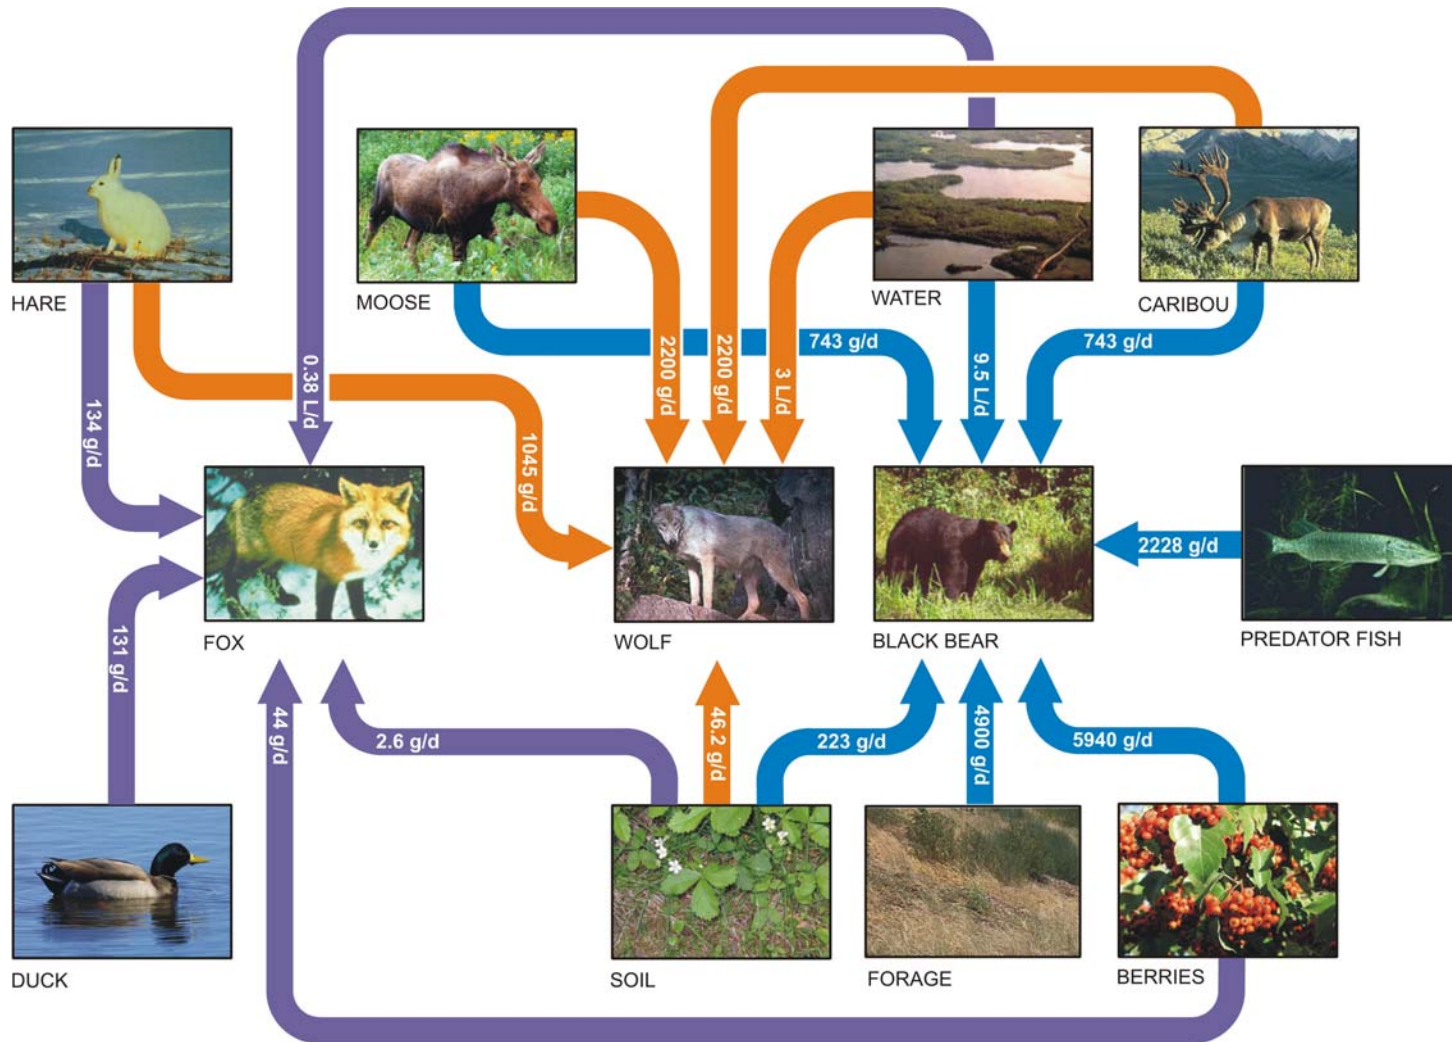 HARE
MOOSE
WATER
CARIBOU
134 g/d
0.38 L/d
1045 g/d
2200 g/d
2200 g/d
3 L/d
743 g/d
9.5 L/d
743 g/d
FOX
WOLF
BLACK BEAR
PREDATOR FISH
2228 g/d
131 g/d
44 g/d
2.6 g/d
46.2 g/d
223 g/d
4900 g/d
5940 g/d
DUCK
SOIL
FORAGE
BERRIES